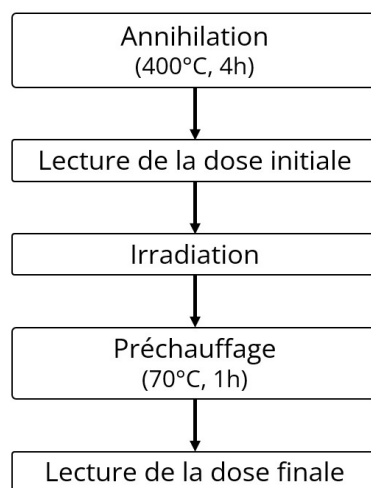 Annihilation
(400°C, 4h)
Lecture de la dose initiale
Irradiation
Préchauffage
(70°C, 1h)
Lecture de la dose finale